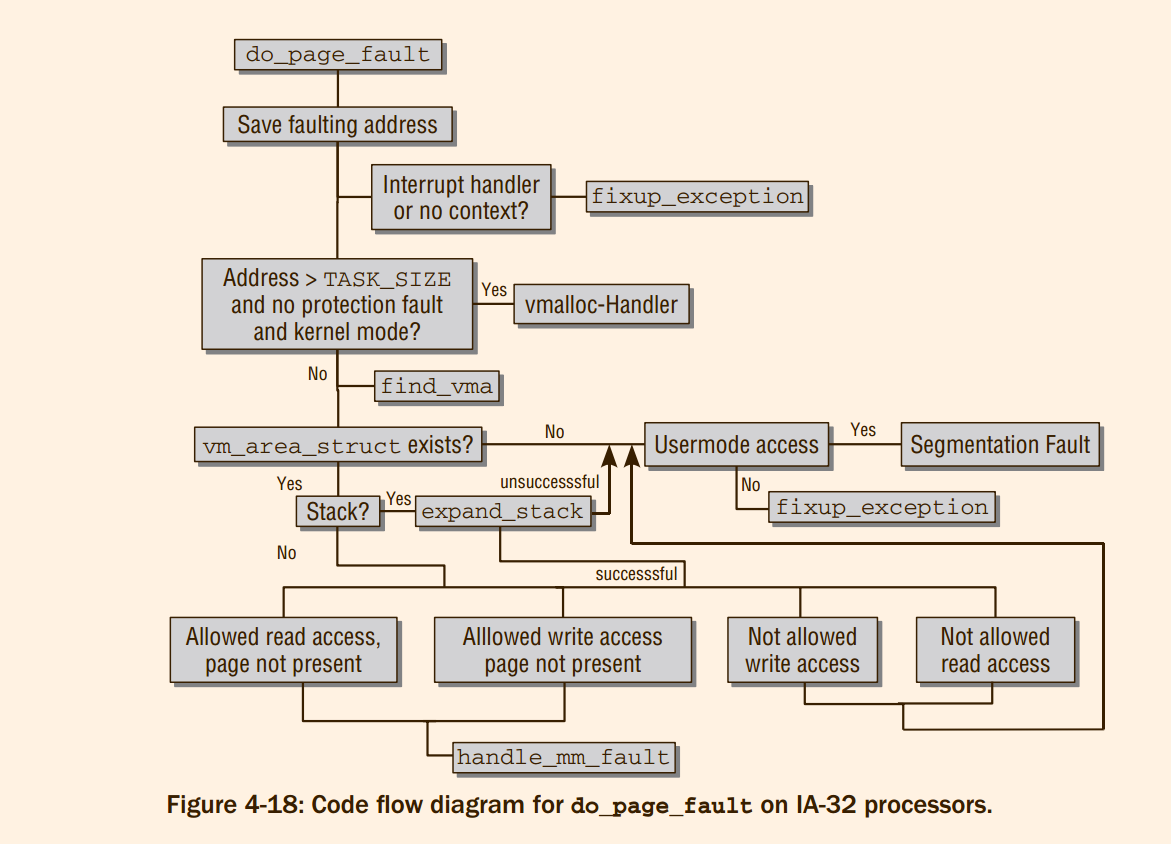 do_page_fault
Save faulting address
Interrupt handler
or no context?
fixup_exception
Address > TASK_SIZE
and no protection fault
and kernel mode?
Yes
vmalloc-Handler
No
find_vma
vm_area_struct exists?
No
Usermode access
Yes
Segmentation Fault
Yes
unsuccesssful
No
Stack?
Yes
expand_stack
fixup_exception
No
successsful
Allowed read access,
page not present
Alllowed write access
page not present
Not allowed
write access
Not allowed
read access
handle_mm_fault
Figure 4-18: Code flow diagram for do_page_fault on IA-32 processors.